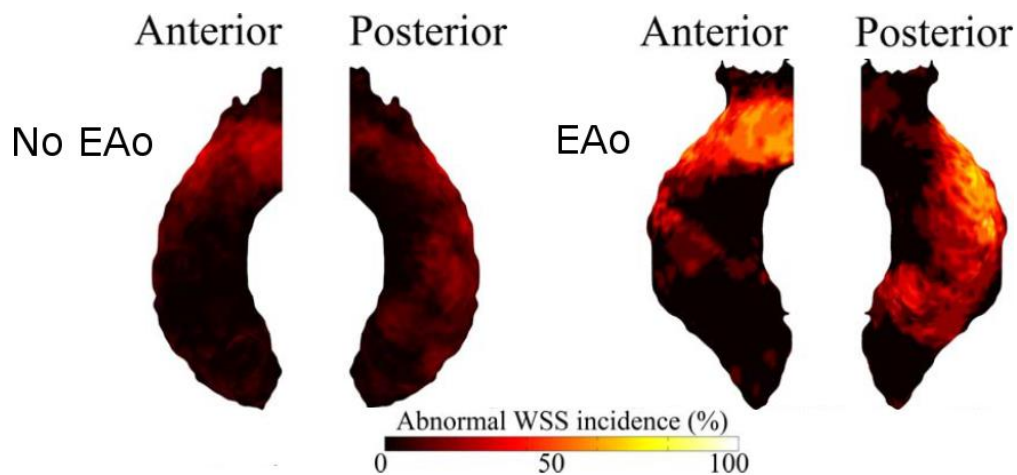 Anterior Posterior
Anterior Posterior
No EAo
EAo
Abnormal WSS incidence (%)
0 50 100